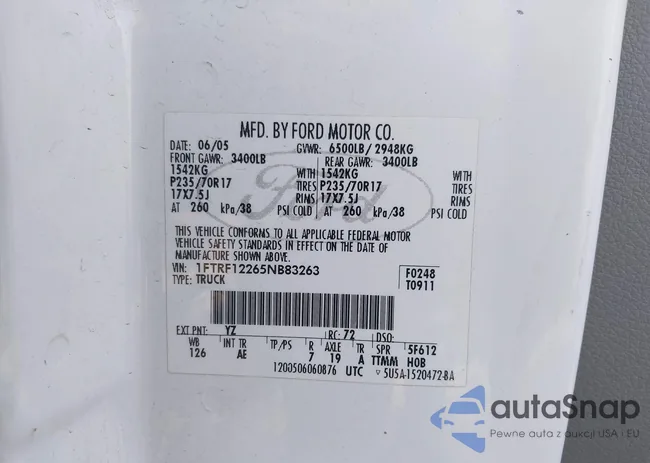 MFD. BY FORD MOTOR CO.
DATE: 06/05 GVWR: 6500LB/ 2948KG
FRONT GAWR: 3400LB REAR GAWR: 3400LB
1542KG WITH 1542KG WITH
P235/70R17 TIRES P235/70R17 TIRES
17X7.5J RIMS 17X7.5J RIMS
AT 260 kPa/38 PSI COLD AT 260 kPa/38 PSI COLD
Ford
THIS VEHICLE CONFORMS TO ALL APPLICABLE FEDERAL MOTOR
VEHICLE SAFETY STANDARDS IN EFFECT ON THE DATE OF
MANUFACTURE SHOWN ABOVE.
VIN: 1FTRF12265NB83263 F0248
TYPE: TRUCK T0911
EXT PNT: YZ RC: 72 DSO:
WB INT TR TP/PS R AXLE TR SPR 5F612
126 AE 7 19 A TTMM HOB
1200506060876 UTC 5U5A-1520472-BA
autaSnap
Pewne auta z aukcji USA i EU